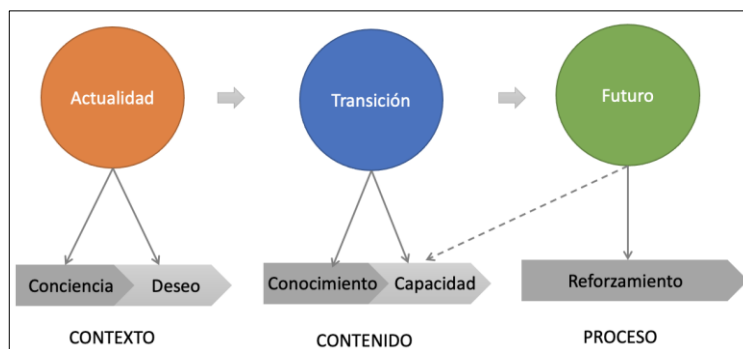 Actualidad
Transición
Futuro
Conciencia
Deseo
Conocimiento
Capacidad
Reforzamiento
CONTEXTO
CONTENIDO
PROCESO